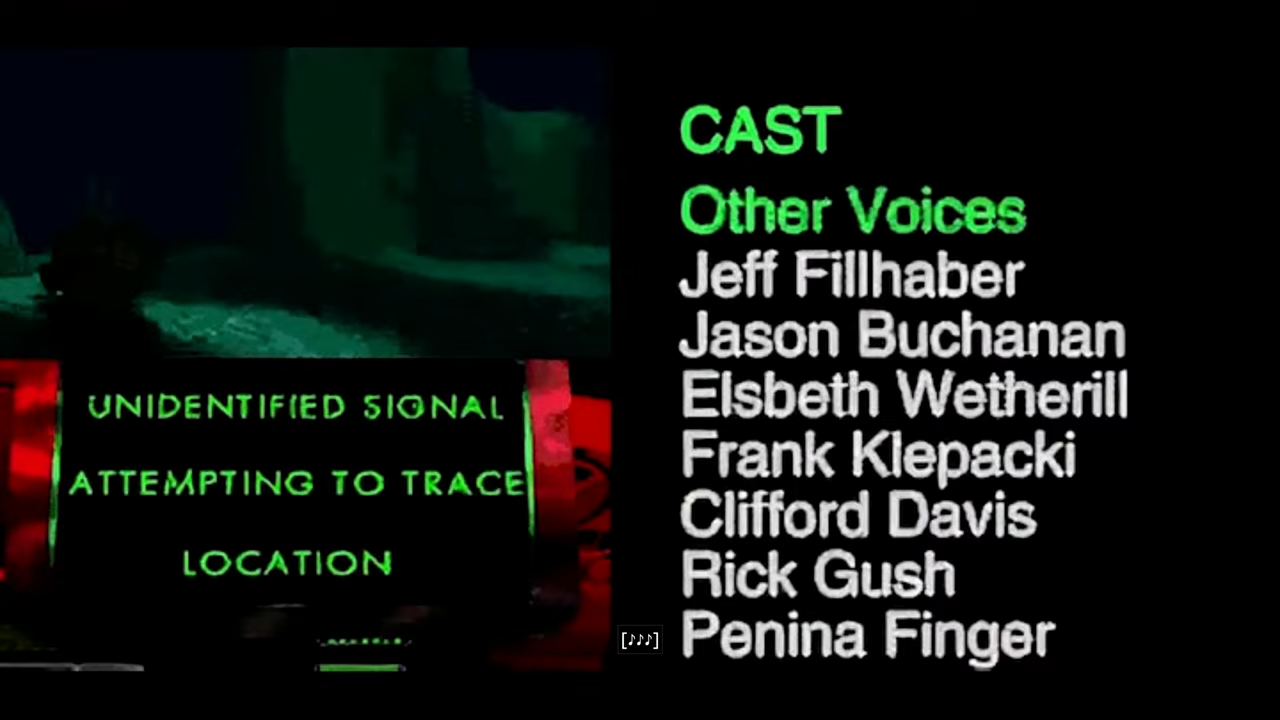 UNIDENTIFIED SIGNAL
ATTEMPTING TO TRACE
LOCATION
[♪♪♪]
CAST
Other Voices
Jeff Fillhaber
Jason Buchanan
Elsbeth Wetherill
Frank Klepacki
Clifford Davis
Rick Gush
Penina Finger